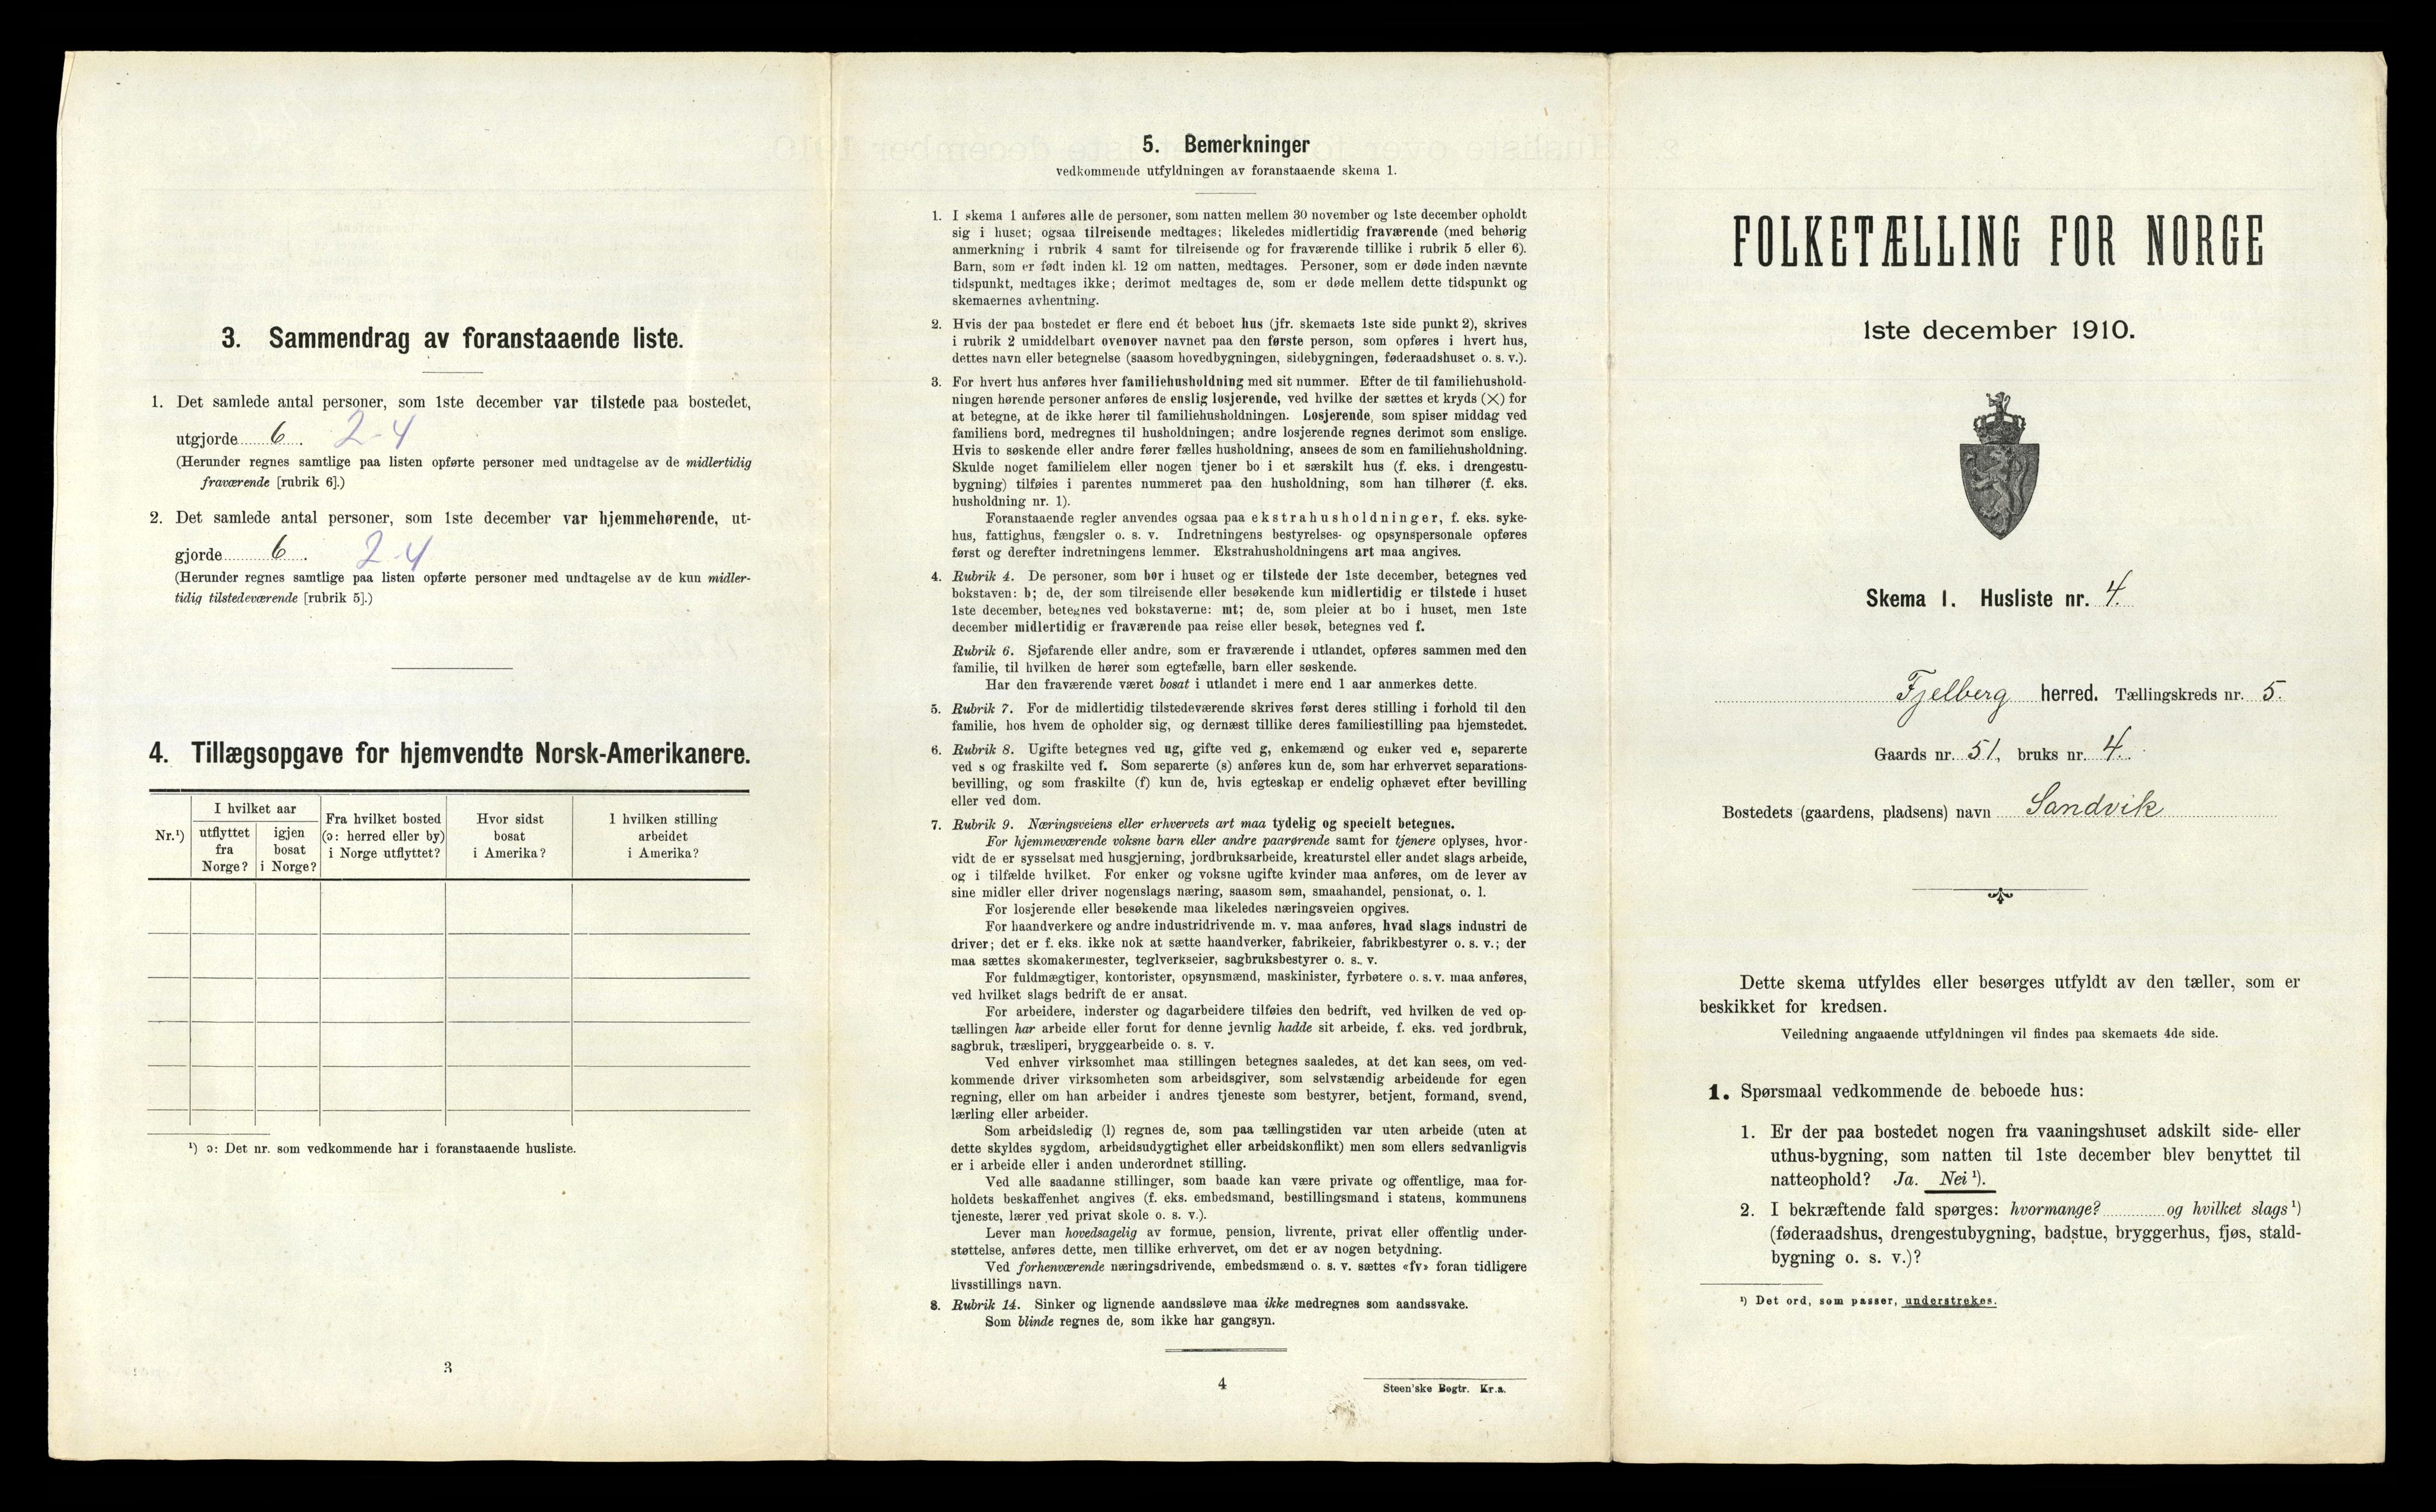 3. Sammendrag av foranstaaende liste.
1. Det samlede antal personer, som 1ste december var tilstede paa bostedet,
utgjorde 6. 2-4
(Herunder regnes samtlige paa listen opførte personer med undtagelse av de midlertidig
fraværende [rubrik 6].)
2. Det samlede antal personer, som 1ste december var hjemmehørende, ut-
gjorde 6. 2-4
(Herunder regnes samtlige paa listen opførte personer med undtagelse av de kun midler-
tidig tilstedeværende [rubrik 5].)
4. Tillægsopgave for hjemvendte Norsk-Amerikanere.
Nr.¹)
I hvilket aar
utflyttet
fra
Norge?
igjen
bosat
i Norge?
Fra hvilket bosted
(ɔ: herred eller by)
i Norge utflyttet?
Hvor sidst
bosat
i Amerika?
I hvilken stilling
arbeidet
i Amerika?
¹) ɔ: Det nr. som vedkommende har i foranstaaende husliste.
3
5. Bemerkninger
vedkommende utfyldningen av foranstaaende skema 1.
1. I skema 1 anføres alle de personer, som natten mellem 30 november og 1ste december opholdt
sig i huset; ogsaa tilreisende medtages; likeledes midlertidig fraværende (med behørig
anmerkning i rubrik 4 samt for tilreisende og for fraværende tillike i rubrik 5 eller 6).
Barn, som er født inden kl. 12 om natten, medtages. Personer, som er døde inden nævnte
tidspunkt, medtages ikke; derimot medtages de, som er døde mellem dette tidspunkt og
skemaernes avhentning.
2. Hvis der paa bostedet er flere end ét beboet hus (jfr. skemaets 1ste side punkt 2), skrives
i rubrik 2 umiddelbart ovenover navnet paa den første person, som opføres i hvert hus,
dettes navn eller betegnelse (saasom hovedbygningen, sidebygningen, føderaadshuset o. s. v.).
3. For hvert hus anføres hver familiehusholdning med sit nummer. Efter de til familiehushold-
ningen hørende personer anføres de enslig losjerende, ved hvilke der sættes et kryds (×) for
at betegne, at de ikke hører til familiehusholdningen. Losjerende, som spiser middag ved
familiens bord, medregnes til husholdningen; andre losjerende regnes derimot som enslige.
Hvis to søskende eller andre fører fælles husholdning, ansees de som en familiehusholdning.
Skulde noget familielem eller nogen tjener bo i et særskilt hus (f. eks. i drengestu-
bygning) tilføies i parentes nummeret paa den husholdning, som han tilhører (f. eks.
husholdning nr. 1).
Foranstaaende regler anvendes ogsaa paa ekstrahusholdninger, f. eks. syke-
hus, fattighus, fængsler o. s. v. Indretningens bestyrelses- og opsynspersonale opføres
først og derefter indretningens lemmer. Ekstrahusholdningens art maa angives.
4. Rubrik 4. De personer, som bor i huset og er tilstede der 1ste december, betegnes ved
bokstaven: b; de, der som tilreisende eller besøkende kun midlertidig er tilstede i huset
1ste december, betegnes ved bokstaverne: mt; de, som pleier at bo i huset, men 1ste
december midlertidig er fraværende paa reise eller besøk, betegnes ved f.
Rubrik 6. Sjøfarende eller andre, som er fraværende i utlandet, opføres sammen med den
familie, til hvilken de hører som egtefælle, barn eller søskende.
Har den fraværende været bosat i utlandet i mere end 1 aar anmerkes dette.
5. Rubrik 7. For de midlertidig tilstedeværende skrives først deres stilling i forhold til den
familie, hos hvem de opholder sig, og dernæst tillike deres familiestilling paa hjemstedet.
6. Rubrik 8. Ugifte betegnes ved ug, gifte ved g, enkemænd og enker ved e, separerte
ved s og fraskilte ved f. Som separerte (s) anføres kun de, som har erhvervet separations-
bevilling, og som fraskilte (f) kun de, hvis egteskap er endelig ophævet efter bevilling
eller ved dom.
7. Rubrik 9. Næringsveiens eller erhvervets art maa tydelig og specielt betegnes.
For hjemmeværende voksne barn eller andre paarørende samt for tjenere oplyses, hvor-
vidt de er sysselsat med husgjerning, jordbruksarbeide, kreaturstel eller andet slags arbeide,
og i tilfælde hvilket. For enker og voksne ugifte kvinder maa anføres, om de lever av
sine midler eller driver nogenslags næring, saasom søm, smaahandel, pensionat, o. l.
For losjerende eller besøkende maa likeledes næringsveien opgives.
For haandverkere og andre industridrivende m. v. maa anføres, hvad slags industri de
driver; det er f. eks. ikke nok at sætte haandverker, fabrikeier, fabrikbestyrer o. s. v.; der
maa sættes skomakermester, teglverkseier, sagbruksbestyrer o. s. v.
For fuldmægtiger, kontorister, opsynsmænd, maskinister, fyrbøtere o. s. v. maa anføres,
ved hvilket slags bedrift de er ansat.
For arbeidere, inderster og dagarbeidere tilføies den bedrift, ved hvilken de ved op-
tællingen har arbeide eller forut for denne jevnlig hadde sit arbeide, f. eks. ved jordbruk,
sagbruk, træsliperi, bryggearbeide o. s. v.
Ved enhver virksomhet maa stillingen betegnes saaledes, at det kan sees, om ved-
kommende driver virksomheten som arbeidsgiver, som selvstændig arbeidende for egen
regning, eller om han arbeider i andres tjeneste som bestyrer, betjent, formand, svend,
lærling eller arbeider.
Som arbeidsledig (l) regnes de, som paa tællingstiden var uten arbeide (uten at
dette skyldes sygdom, arbeidsudygtighet eller arbeidskonflikt) men som ellers sedvanligvis
er i arbeide eller i anden underordnet stilling.
Ved alle saadanne stillinger, som baade kan være private og offentlige, maa for-
holdets beskaffenhet angives (f. eks. embedsmand, bestillingsmand i statens, kommunens
tjeneste, lærer ved privat skole o. s. v.).
Lever man hovedsagelig av formue, pension, livrente, privat eller offentlig under-
støttelse, anføres dette, men tillike erhvervet, om det er av nogen betydning.
Ved forhenværende næringsdrivende, embedsmænd o. s. v. sættes «fv» foran tidligere
livsstillings navn.
8. Rubrik 14. Sinker og lignende aandssløve maa ikke medregnes som aandssvake.
Som blinde regnes de, som ikke har gangsyn.
4
Steen'ske Bogtr. Kr.a.
FOLKETÆLLING FOR NORGE
1ste december 1910.
Skema 1. Husliste nr. 4.
Fjelberg herred. Tællingskreds nr. 5.
Gaards nr. 51, bruks nr. 4.
Bostedets (gaardens, pladsens) navn Sandvik
Dette skema utfyldes eller besørges utfyldt av den tæller, som er
beskikket for kredsen.
Veiledning angaaende utfyldningen vil findes paa skemaets 4de side.
1. Spørsmaal vedkommende de beboede hus:
1. Er der paa bostedet nogen fra vaaningshuset adskilt side- eller
uthus-bygning, som natten til 1ste december blev benyttet til
natteophold? Ja. Nei ¹).
2. I bekræftende fald spørges: hvormange? og hvilket slags ¹)
(føderaadshus, drengestubygning, badstue, bryggerhus, fjøs, stald-
bygning o. s. v.)?
¹) Det ord, som passer, understrekes.